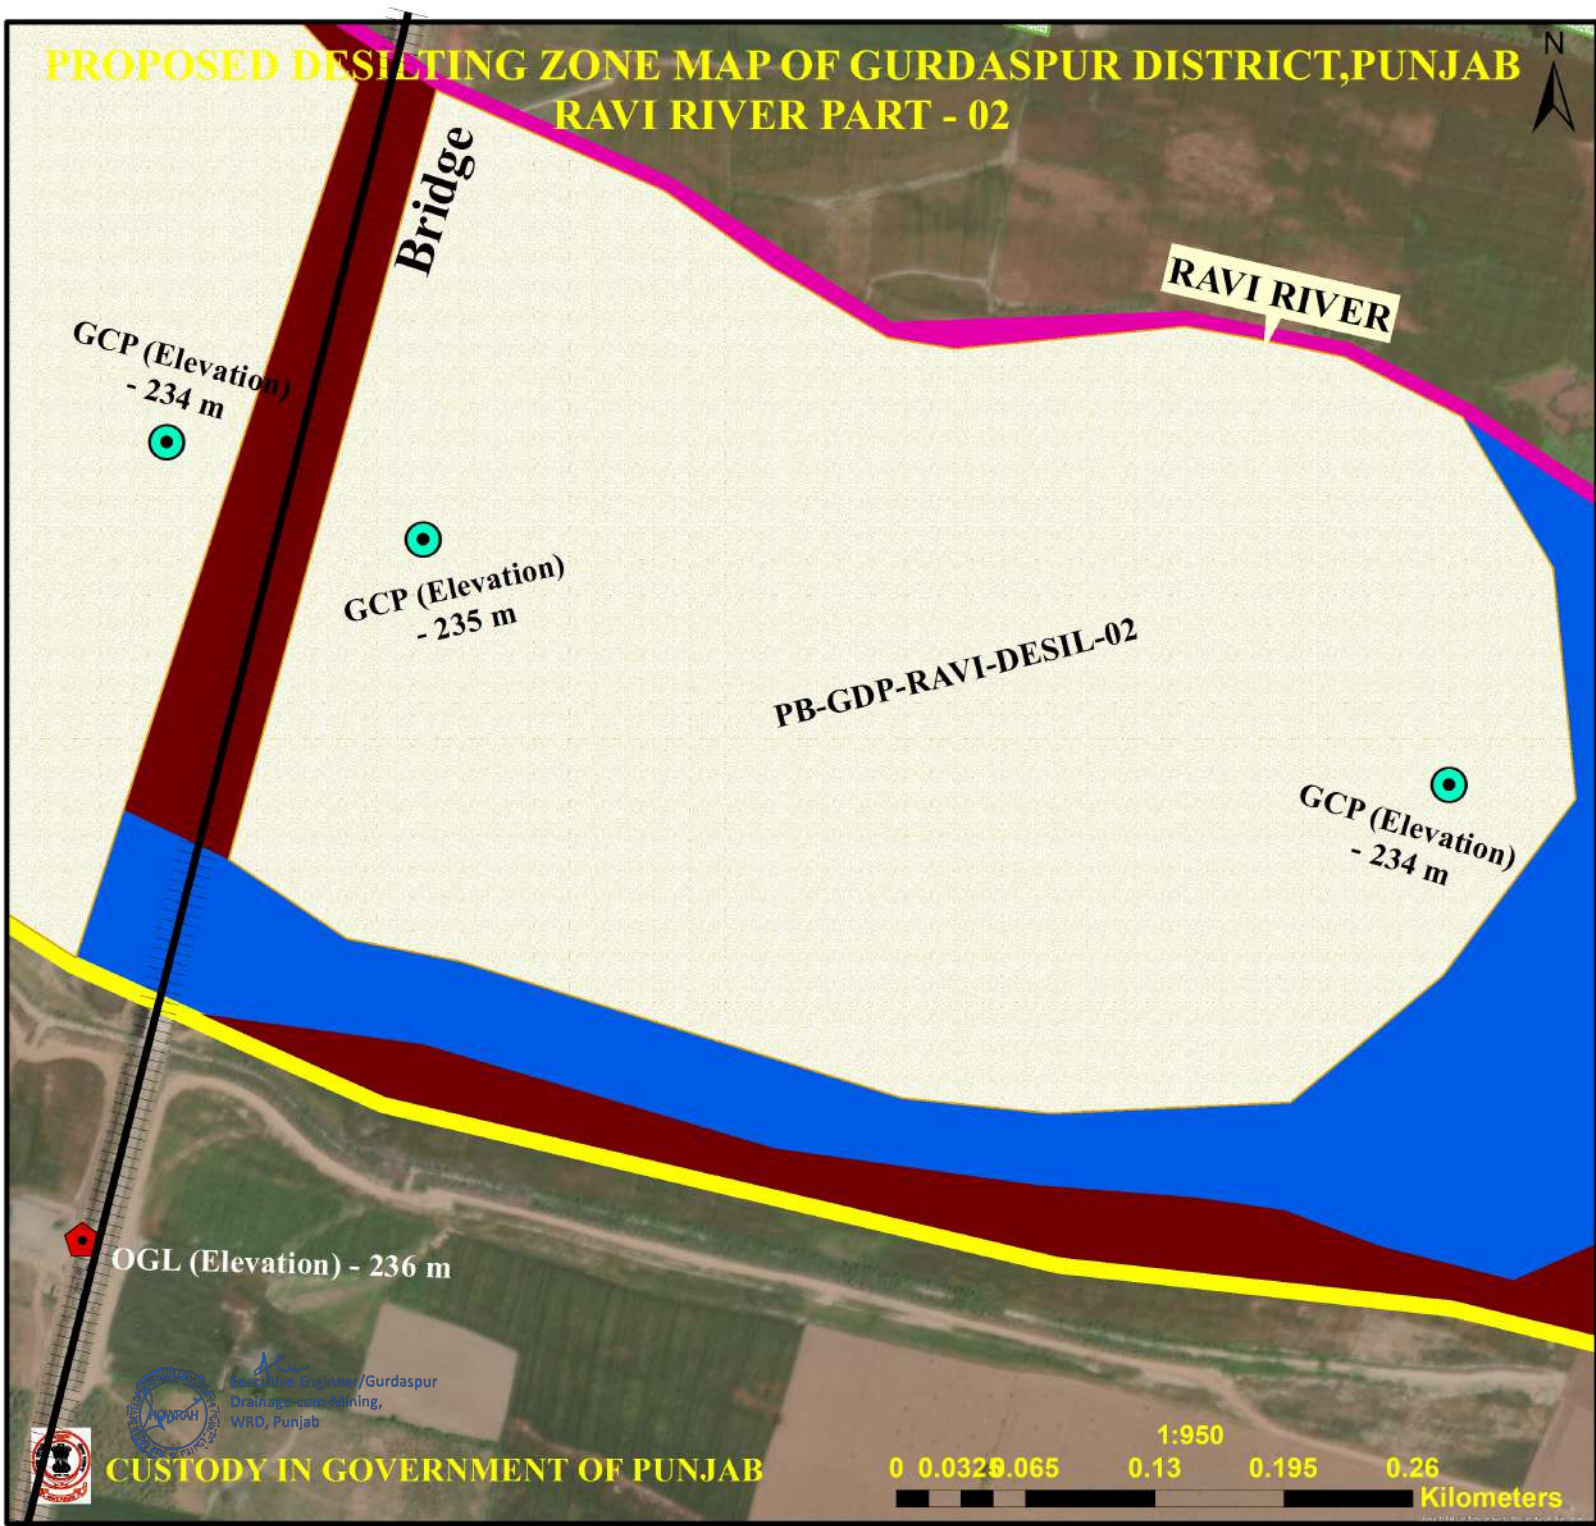 PROPOSED DESILTING ZONE MAP OF GURDASPUR DISTRICT,PUNJAB
RAVI RIVER PART - 02
N
Bridge
RAVI RIVER
GCP (Elevation)
- 234 m
GCP (Elevation)
- 235 m
PB-GDP-RAVI-DESIL-02
GCP (Elevation)
- 234 m
OGL (Elevation) - 236 m
HOWRAH
Executive Engineer/Gurdaspur
Drainage-cum-Mining,
WRD, Punjab
CUSTODY IN GOVERNMENT OF PUNJAB
1:950
0 0.0325 0.065 0.13 0.195 0.26
Kilometers